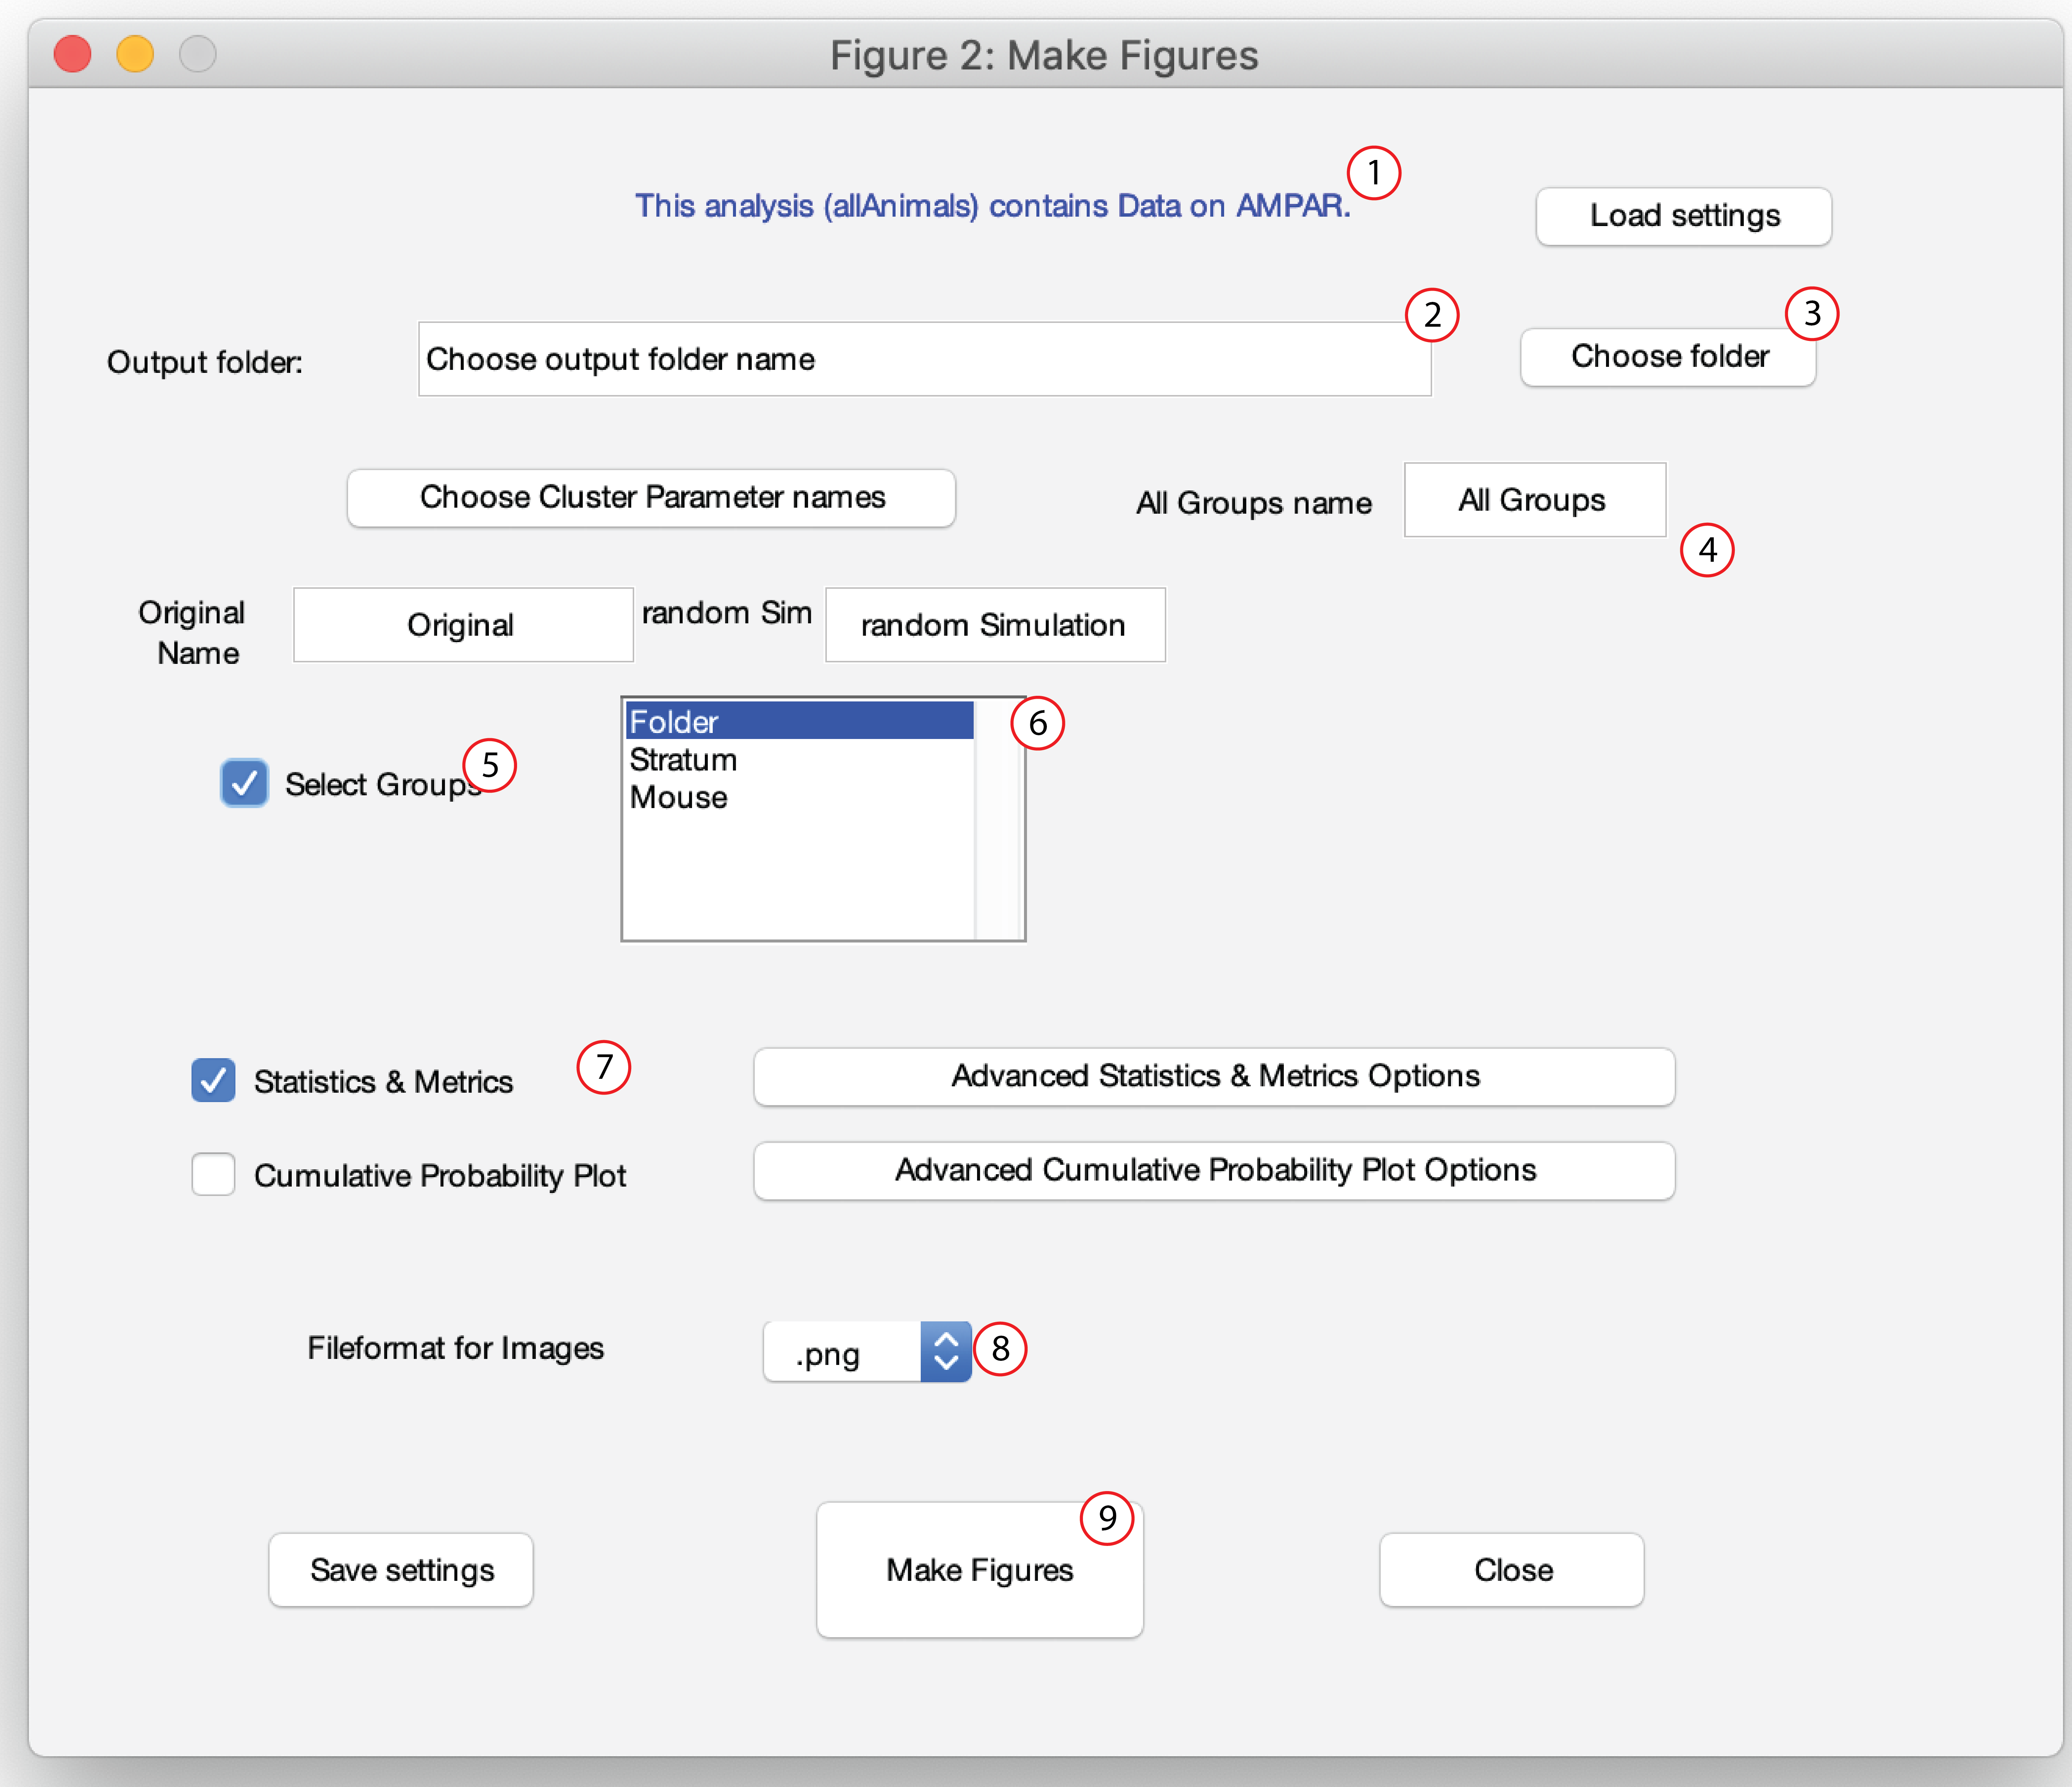 Figure 2: Make Figures
1
This analysis (allAnimals) contains Data on AMPAR.
Load settings
2
3
Output folder:
Choose output folder name
Choose folder
Choose Cluster Parameter names
All Groups name
All Groups
4
Original
Name
Original
random Sim
random Simulation
5
Select Groups
6
Folder
Stratum
Mouse
7
Statistics & Metrics
Advanced Statistics & Metrics Options
Cumulative Probability Plot
Advanced Cumulative Probability Plot Options
Fileformat for Images
.png
8
9
Save settings
Make Figures
Close